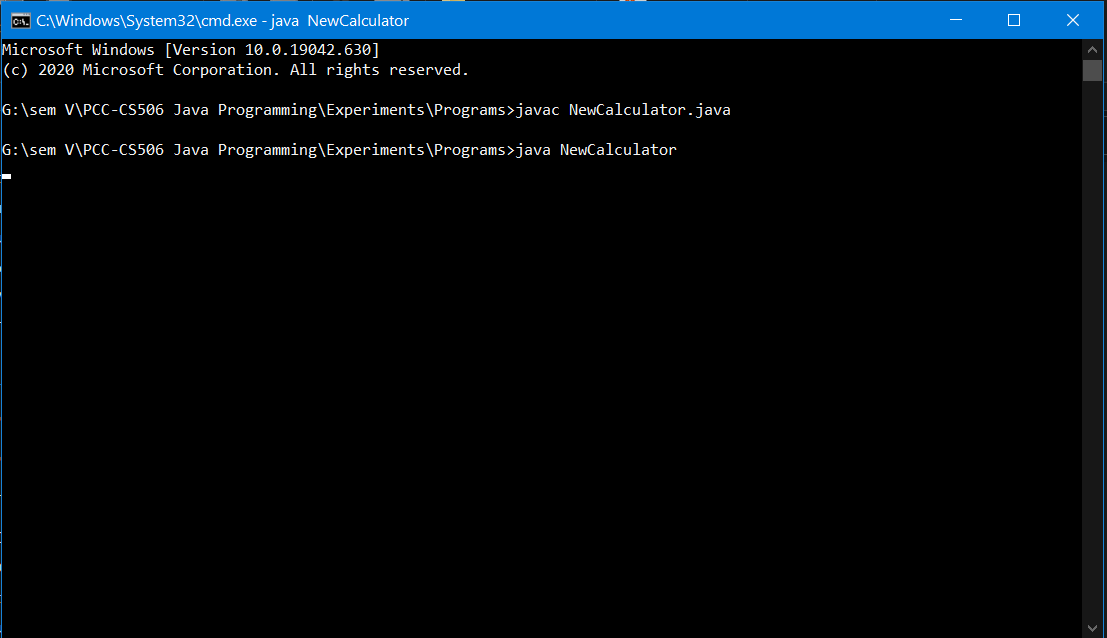 C:\Windows\System32\cmd.exe - java  NewCalculator
Microsoft Windows [Version 10.0.19042.630]
(c) 2020 Microsoft Corporation. All rights reserved.
G:\sem V\PCC-CS506 Java Programming\Experiments\Programs>javac NewCalculator.java
G:\sem V\PCC-CS506 Java Programming\Experiments\Programs>java NewCalculator